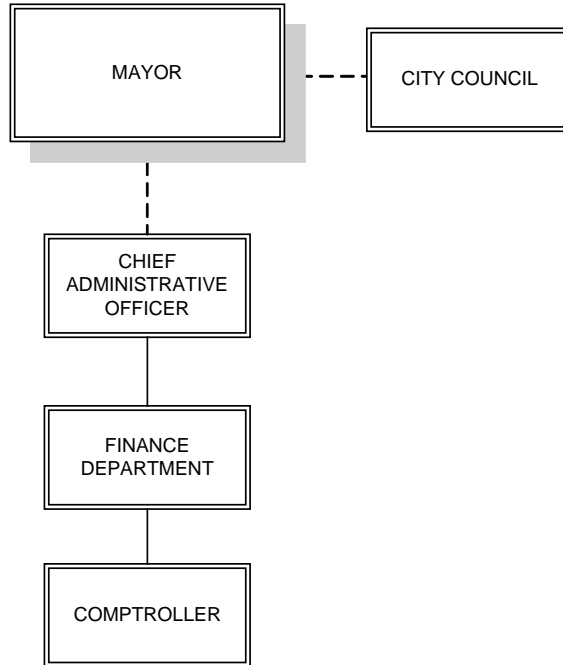 MAYOR
CITY COUNCIL
CHIEF
ADMINISTRATIVE
OFFICER
FINANCE
DEPARTMENT
COMPTROLLER